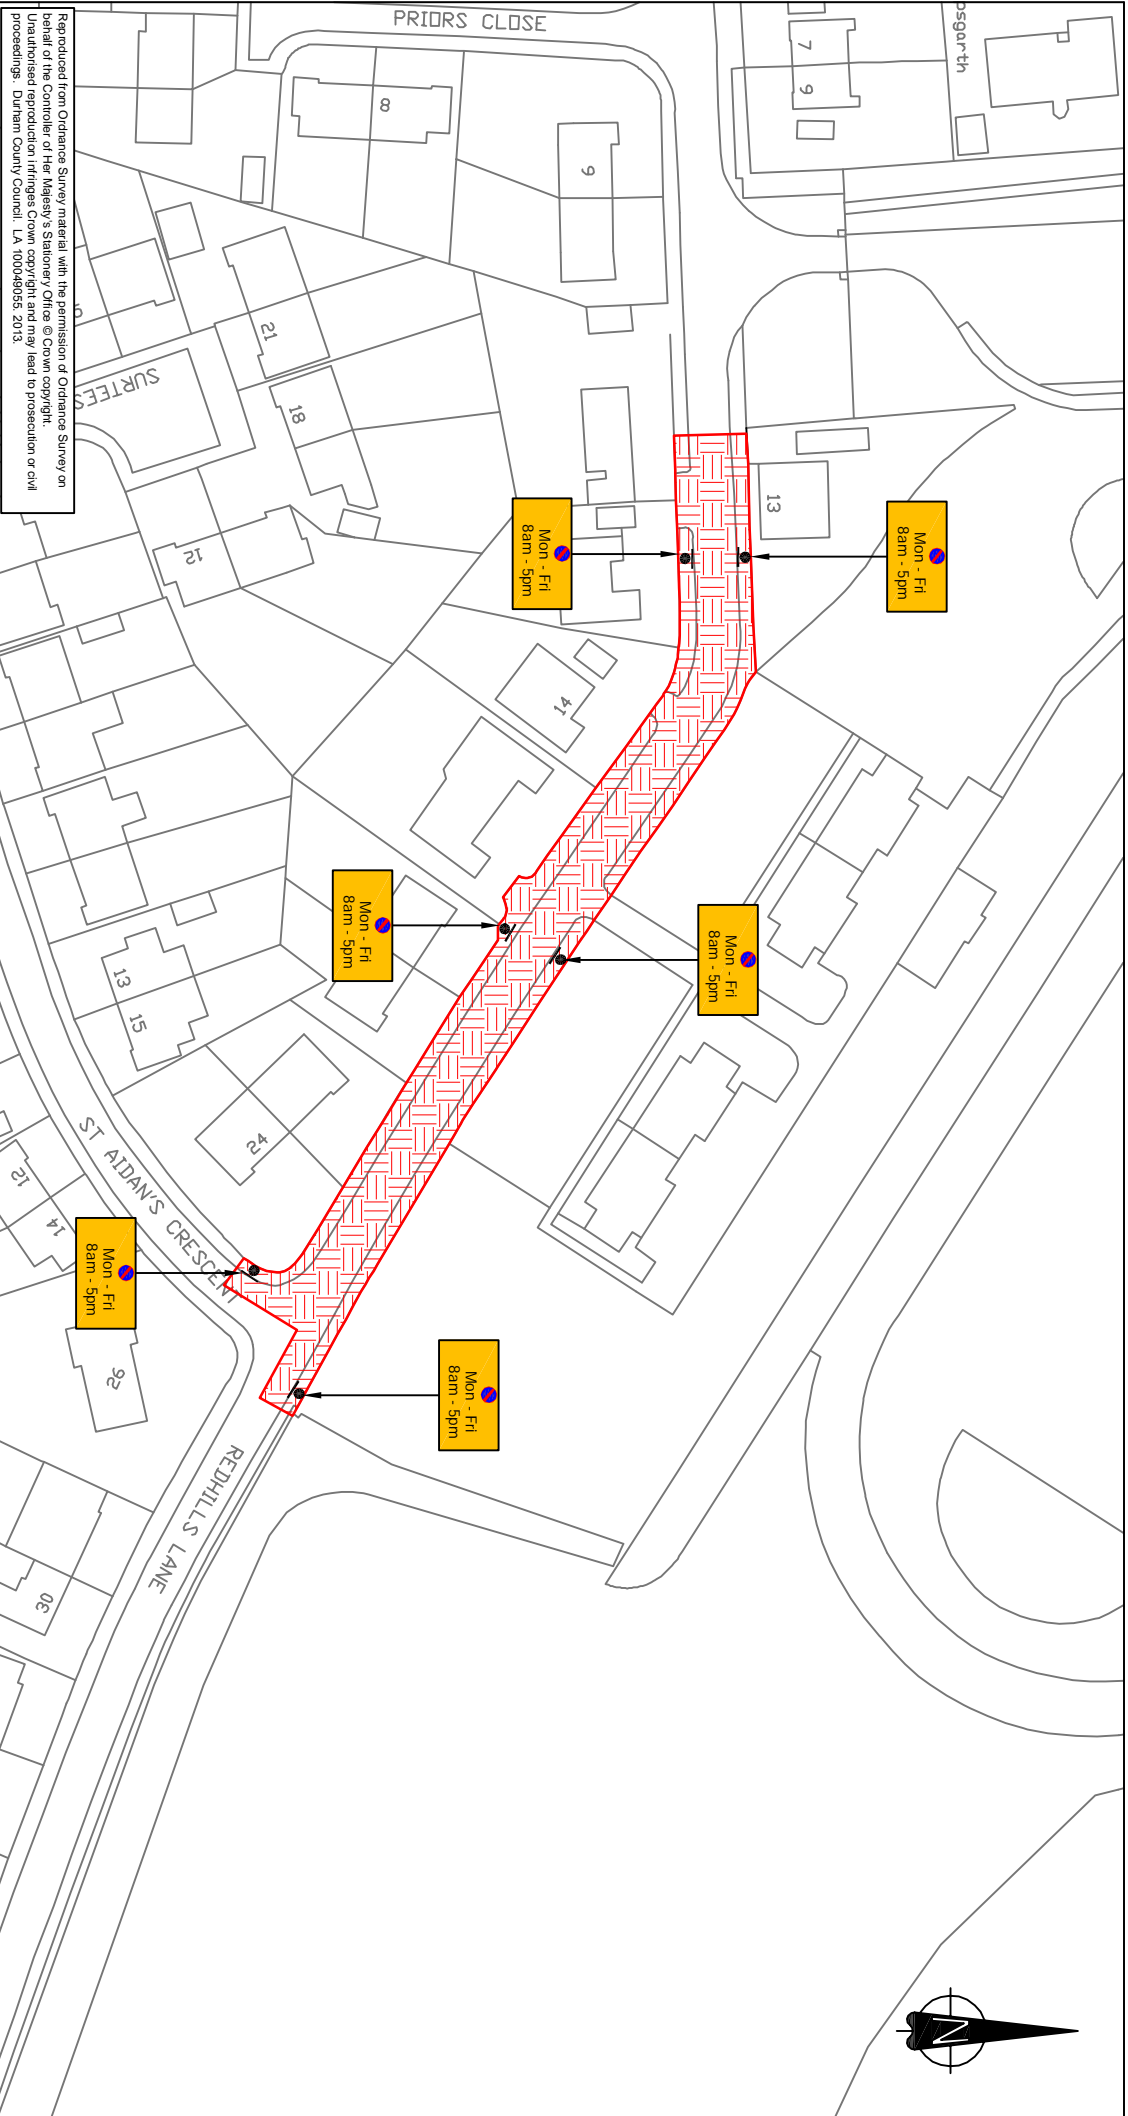 PRIORS CLOSE
osgarth
7
9
8
9
21
18
SURTEES
12
13
14
Mon - Fri
8am - 5pm
Mon - Fri
8am - 5pm
Mon - Fri
8am - 5pm
Mon - Fri
8am - 5pm
13
15
24
ST AIDAN'S CRESCENT
12
14
Mon - Fri
8am - 5pm
Mon - Fri
8am - 5pm
26
REDHILLS LANE
30
N
Reproduced from Ordnance Survey material with the permission of Ordnance Survey on
behalf of the Controller of Her Majesty's Stationery Office © Crown copyright.
Unauthorised reproduction infringes Crown copyright and may lead to prosecution or civil
proceedings. Durham County Council. LA 100049055. 2013.